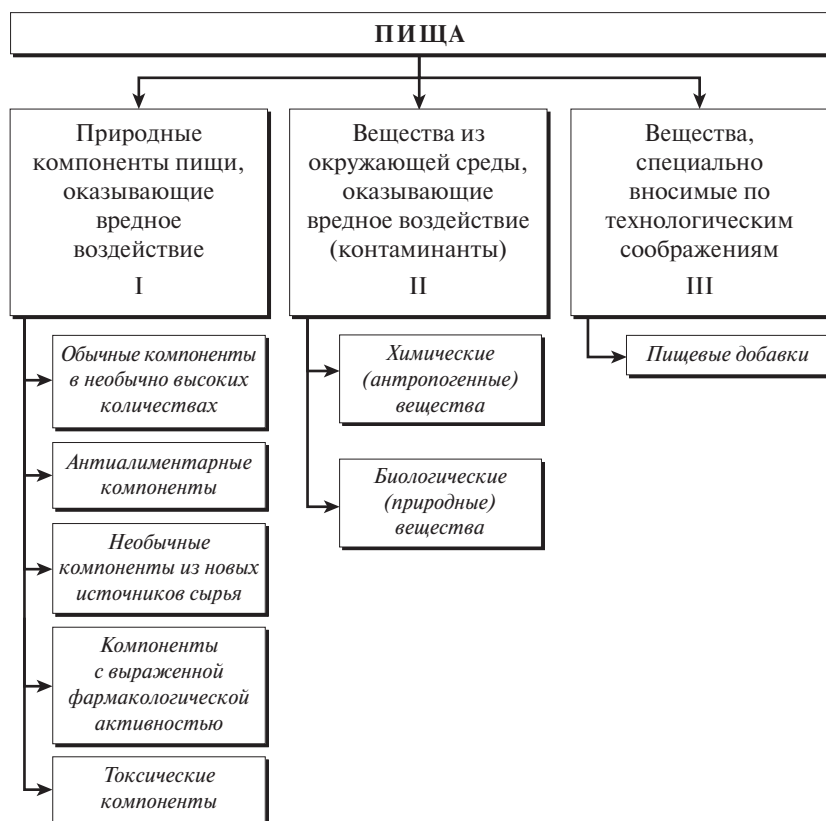 ПИЩА
Природные
компоненты пищи,
оказывающие
вредное
воздействие
I
Вещества из
окружающей среды,
оказывающие
вредное воздействие
(контаминанты)
II
Вещества,
специально
вносимые по
технологическим
соображениям
III
Обычные компоненты
в необычно высоких
количествах
Антиалиментарные
компоненты
Необычные
компоненты из новых
источников сырья
Компоненты
с выраженной
фармакологической
активностью
Токсические
компоненты
Химические
(антропогенные)
вещества
Биологические
(природные)
вещества
Пищевые добавки